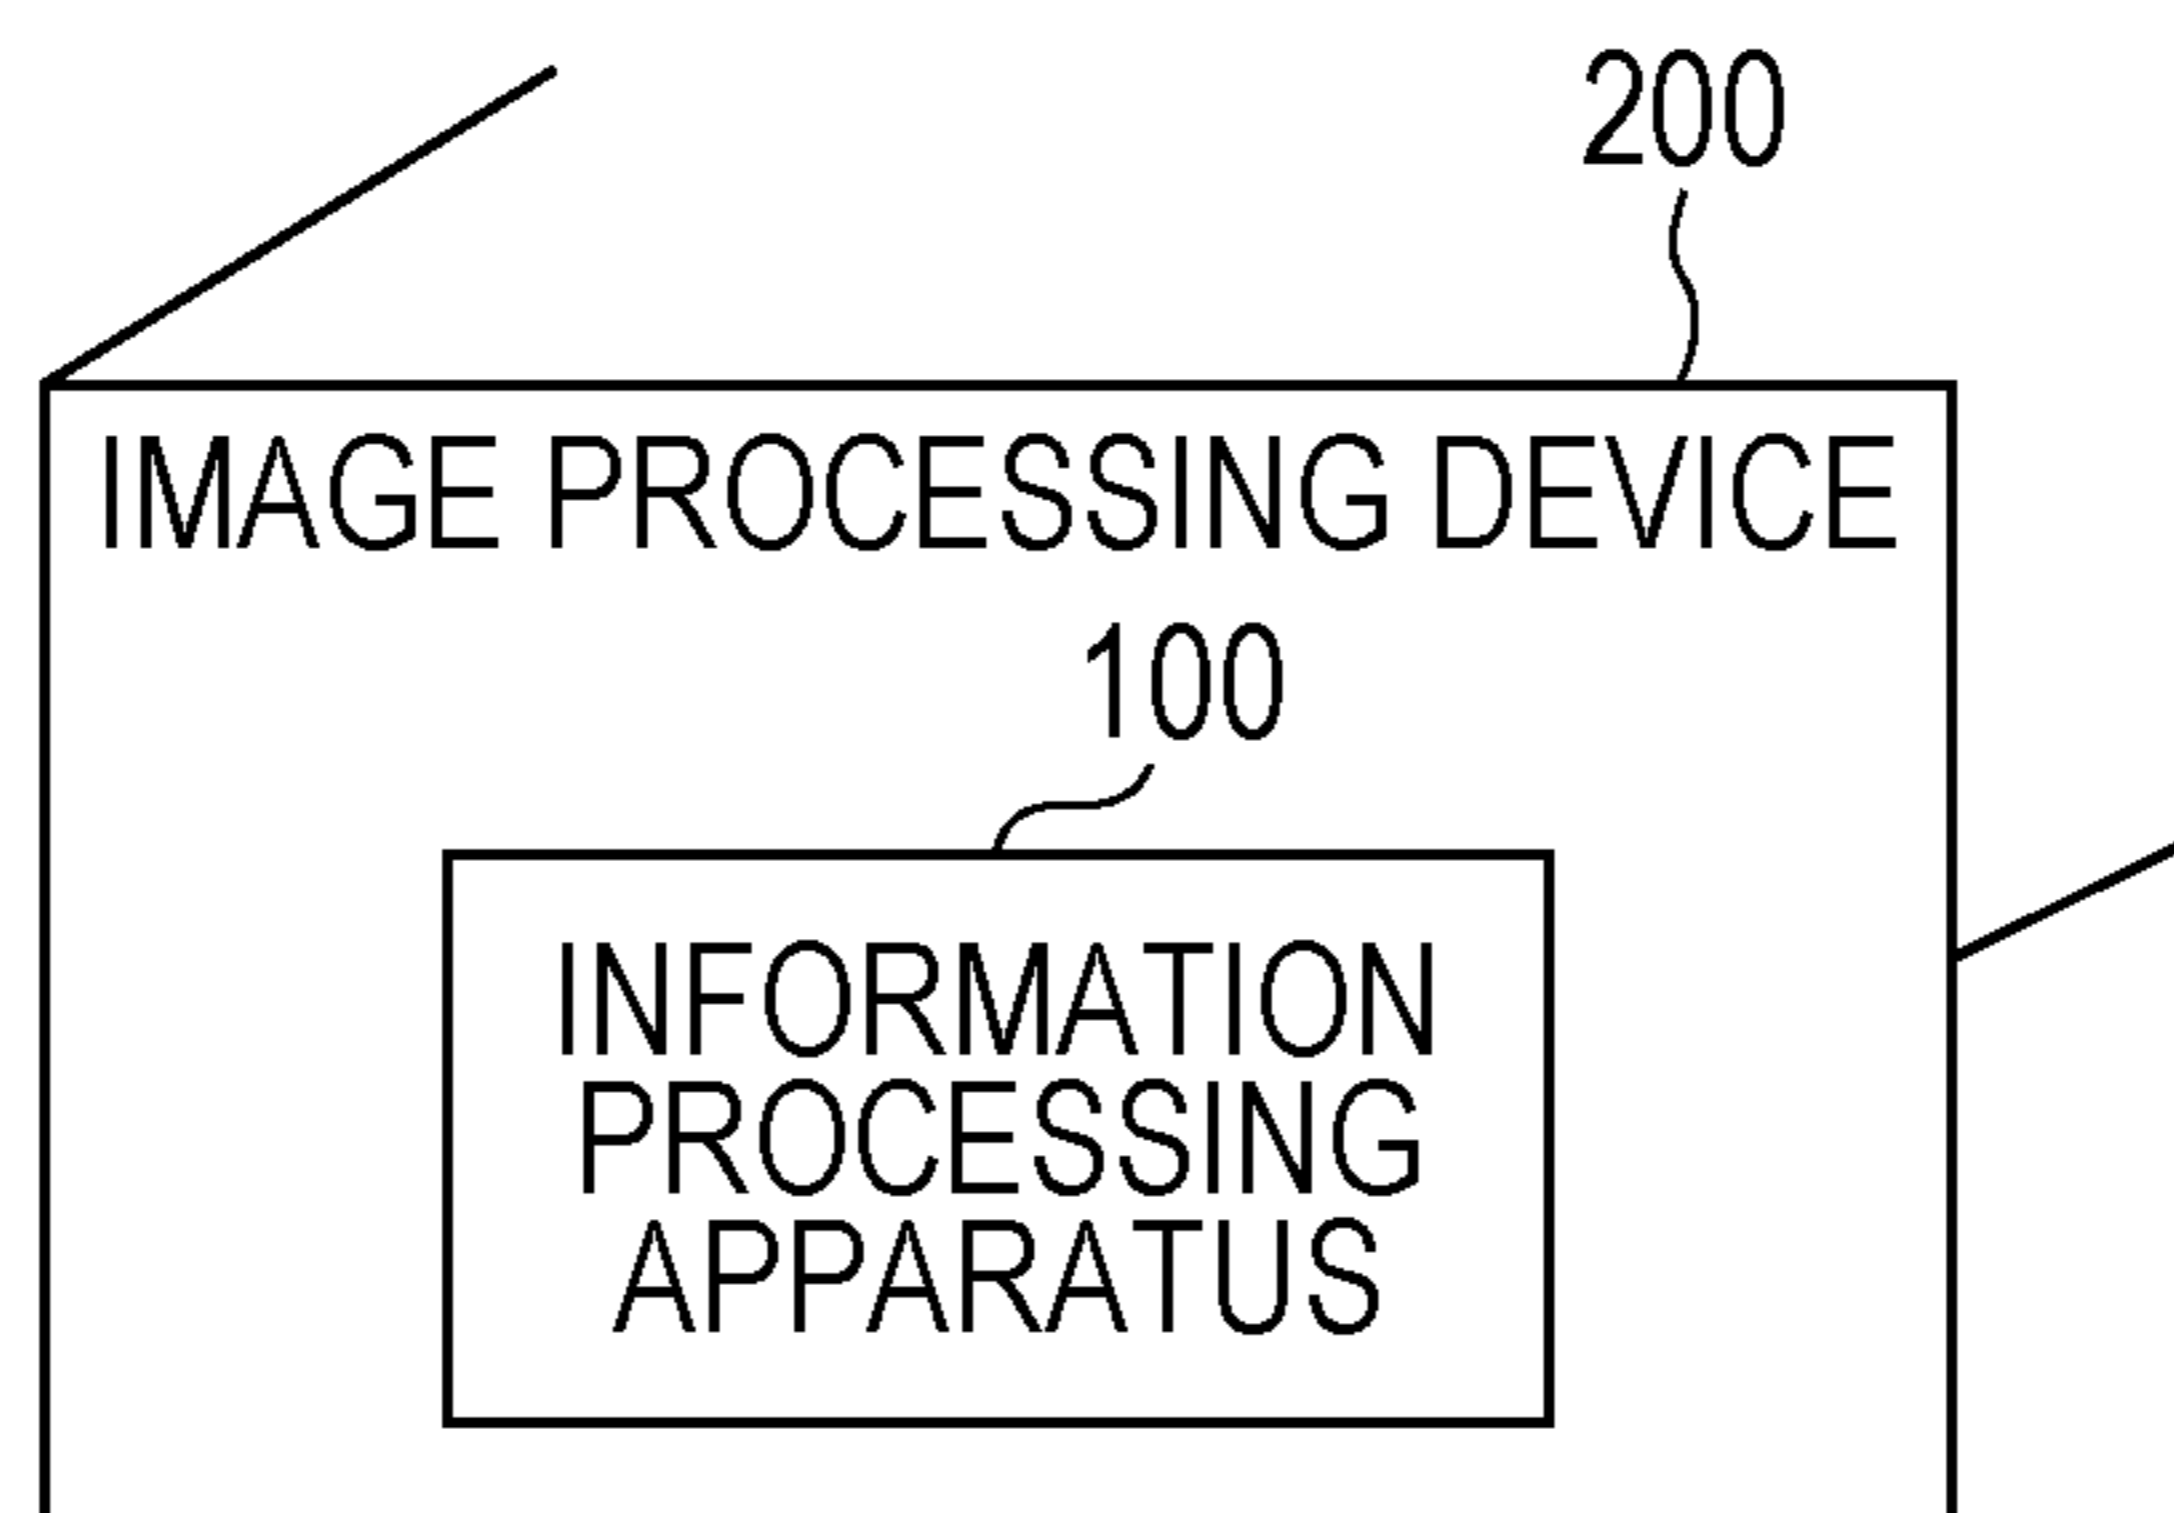 200
IMAGE PROCESSING DEVICE
100
INFORMATION
PROCESSING
APPARATUS